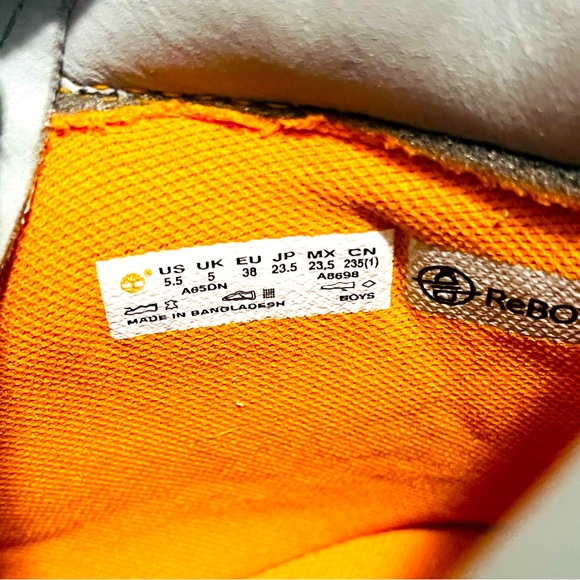 ® US UK EU JP MX CN
5.5 5 38 23.5 23,5 235(1)
A65DN A8698
BOYS
MADE IN BANGLADESH
ReBO